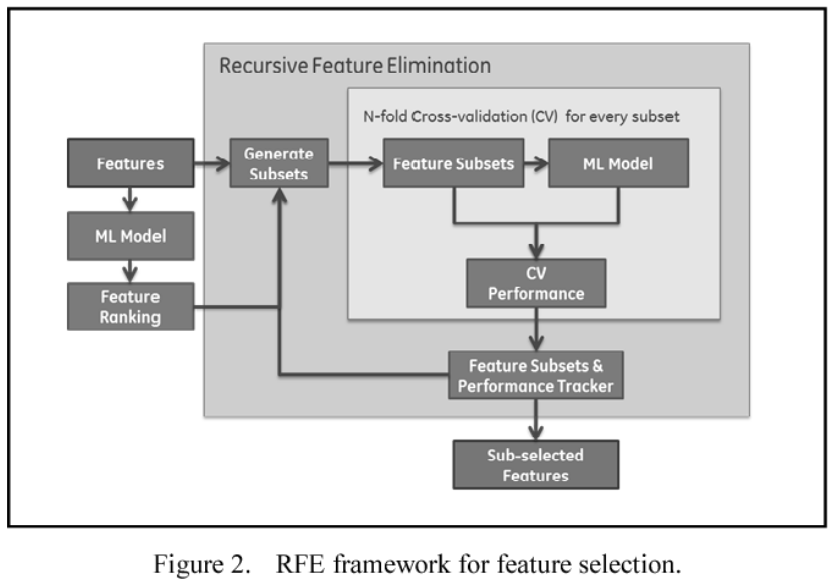 Recursive Feature Elimination
N-fold Cross-validation (CV) for every subset
Features
Generate
Subsets
Feature Subsets
ML Model
ML Model
Feature
Ranking
CV
Performance
Feature Subsets &
Performance Tracker
Sub-selected
Features
Figure 2. RFE framework for feature selection.